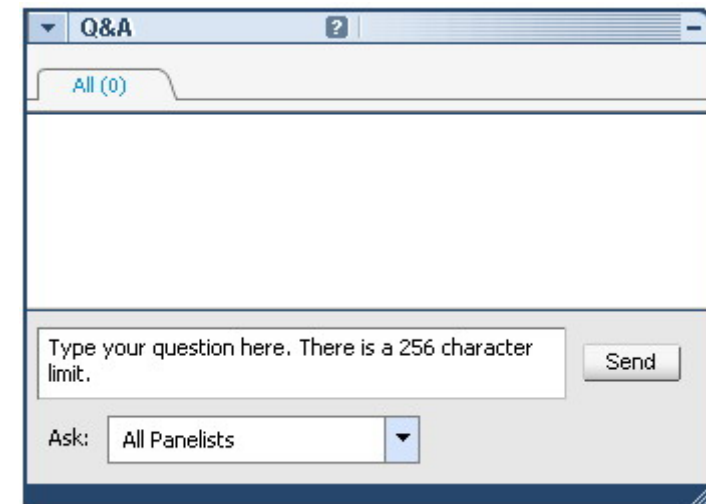 Q&A ?
All (0)
Type your question here. There is a 256 character
limit.
Send
Ask: All Panelists